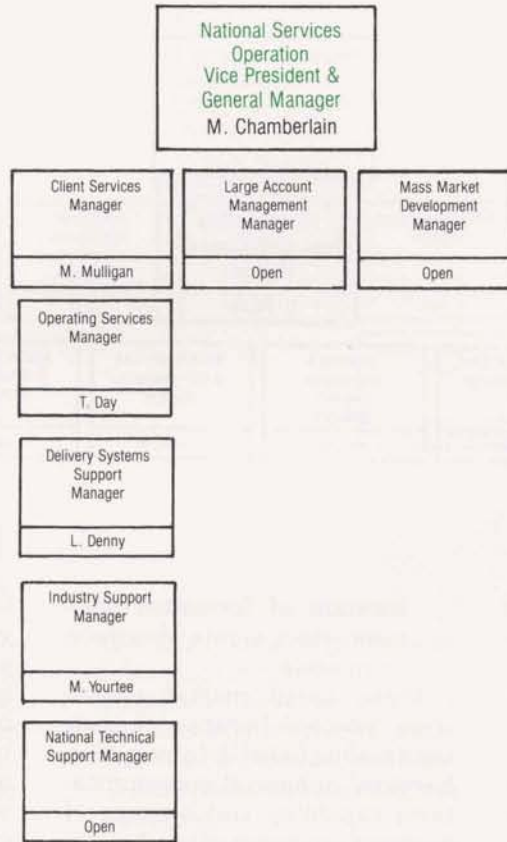 National Services
Operation
Vice President &
General Manager
M. Chamberlain
Client Services
Manager
M. Mulligan
Large Account
Management
Manager
Open
Mass Market
Development
Manager
Open
Operating Services
Manager
T. Day
Delivery Systems
Support
Manager
L. Denny
Industry Support
Manager
M. Yourtee
National Technical
Support Manager
Open